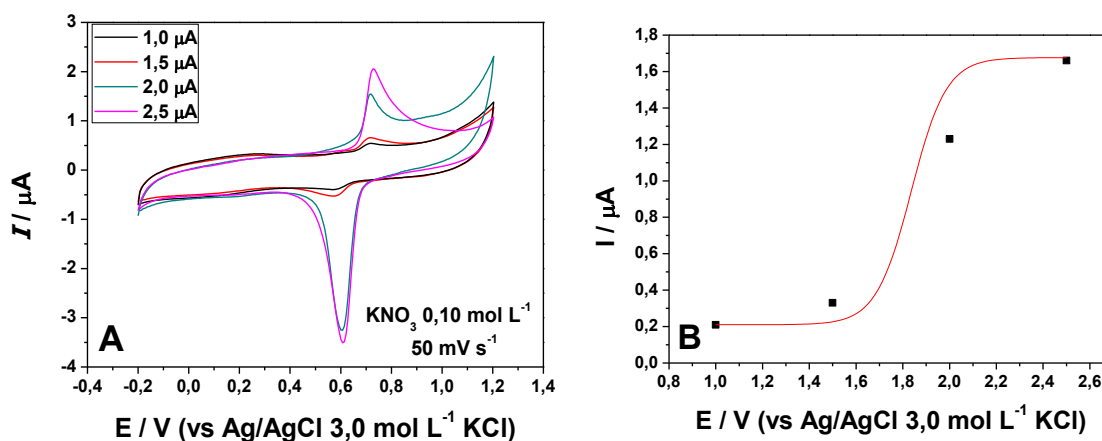 1,0 μA
1,5 μA
2,0 μA
2,5 μA
3
2
1
0
-1
-2
-3
-4
I / μA
A
KNO3 0,10 mol L-1
50 mV s-1
-0,4 -0,2 0,0 0,2 0,4 0,6 0,8 1,0 1,2 1,4
E / V (vs Ag/AgCl 3,0 mol L-1 KCl)
1,8
1,6
1,4
1,2
1,0
0,8
0,6
0,4
0,2
0,0
I / μA
B
1,0 1,2 1,4 1,6 1,8 2,0 2,2 2,4 2,6
E / V (vs Ag/AgCl 3,0 mol L-1 KCl)